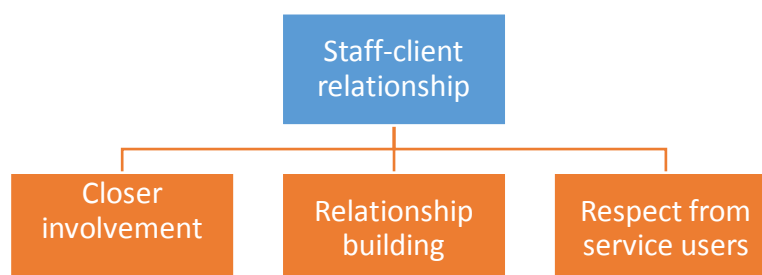 Staff-client
relationship
Closer
involvement
Relationship
building
Respect from
service users